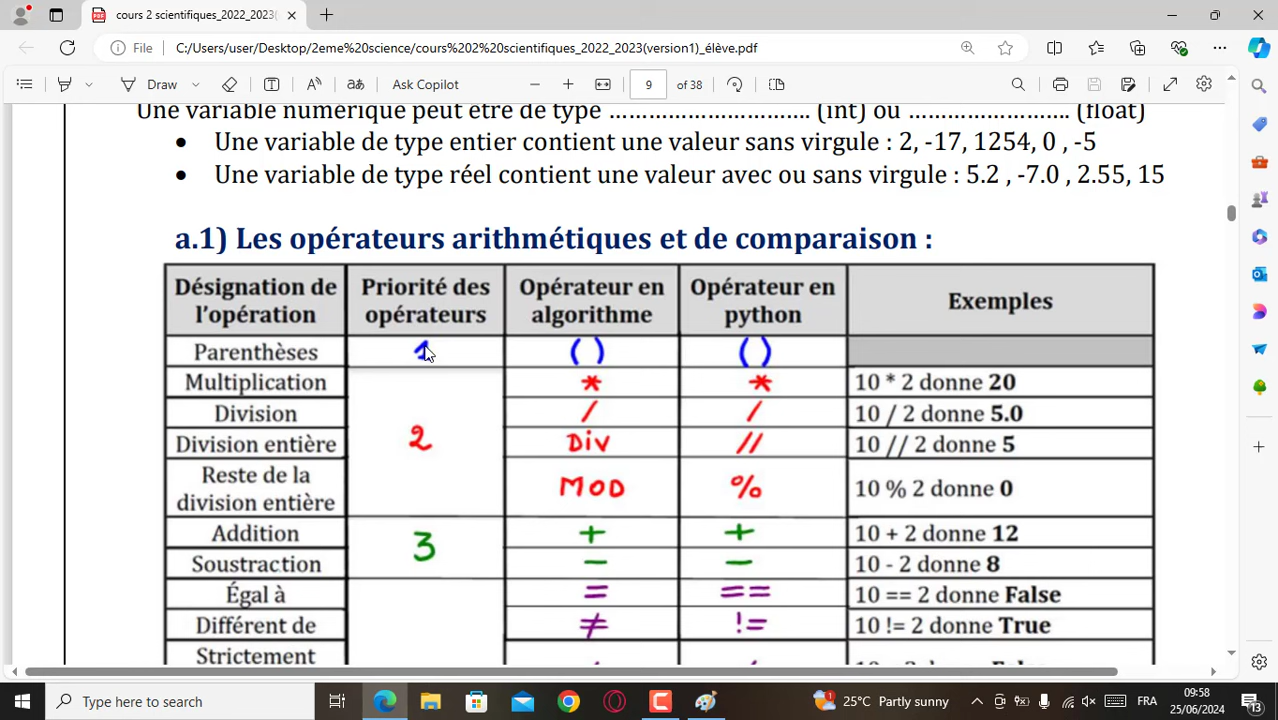 cours 2 scientifiques_2022_2023(
File C:/Users/user/Desktop/2eme%20science/cours%202%20scientifiques_2022_2023(version1)_élève.pdf
Draw Ask Copilot 9 of 38
Une variable numérique peut être de type …………………………. (int) ou ……………………. (float)
• Une variable de type entier contient une valeur sans virgule : 2, -17, 1254, 0 , -5
• Une variable de type réel contient une valeur avec ou sans virgule : 5.2 , -7.0 , 2.55, 15
a.1) Les opérateurs arithmétiques et de comparaison :
Désignation de l'opération Priorité des opérateurs Opérateur en algorithme Opérateur en python Exemples
Parenthèses 1 ( ) ( )
Multiplication * * 10 * 2 donne 20
Division / / 10 / 2 donne 5.0
2
Division entière Div // 10 // 2 donne 5
Reste de la division entière MOD % 10 % 2 donne 0
Addition + + 10 + 2 donne 12
3
Soustraction - - 10 - 2 donne 8
Égal à = == 10 == 2 donne False
Différent de ≠ != 10 != 2 donne True
Strictement
Type here to search 1 25°C Partly sunny FRA 09:58
25/06/2024 13